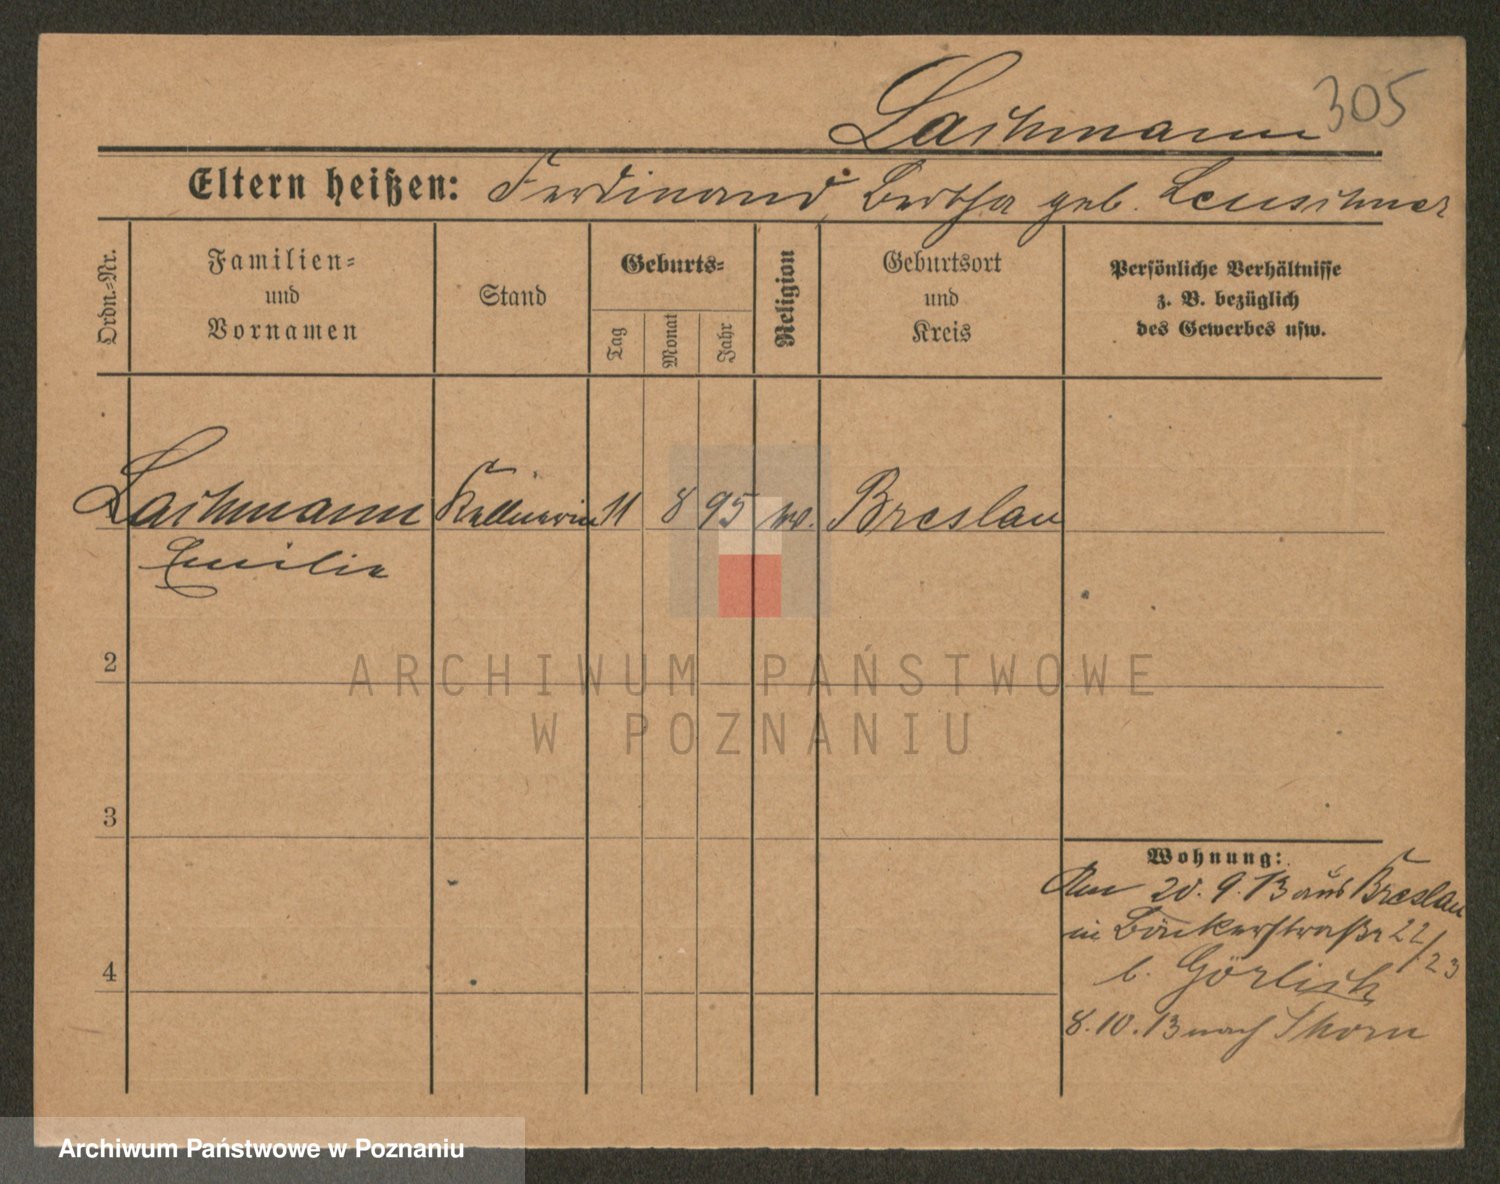 305
Lachmann
Eltern heißen: Ferdinand, Bertha geb. Leuschner
Ordn.-Nr.
Familien-
und
Vornamen
Stand
Geburts-
Tag
Monat
Jahr
Religion
Geburtsort
und
Kreis
Persönliche Verhältnisse
z. B. bezüglich
des Gewerbes usw.
Lachmann Kellnerin 11 8 95 Breslau
Emilie
2
3
4
Wohnung:
Am 20.9.13 aus Breslau
in Bäckerstraße 22/23
b. Görlich
8.10.13 nach Thorn
ARCHIWUM PAŃSTWOWE
W POZNANIU
Archiwum Państwowe w Poznaniu